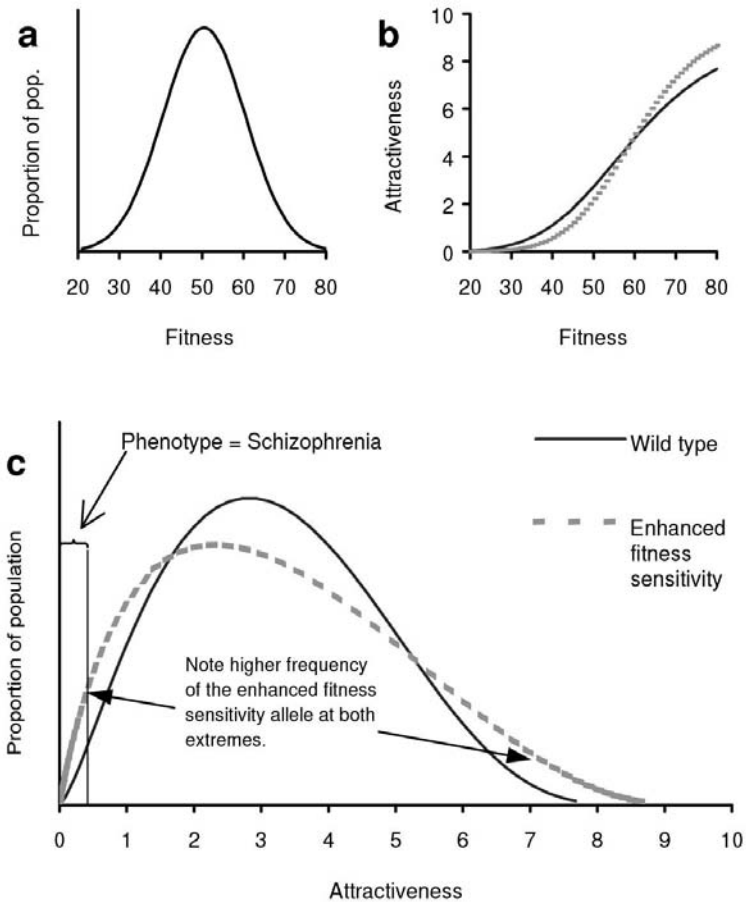 a
Proportion of pop.
20 30 40 50 60 70 80
Fitness
b
Attractiveness
10
8
6
4
2
0
20 30 40 50 60 70 80
Fitness
c
Phenotype = Schizophrenia
Wild type
Enhanced
fitness
sensitivity
Proportion of population
Note higher frequency
of the enhanced fitness
sensitivity allele at both
extremes.
0 1 2 3 4 5 6 7 8 9 10
Attractiveness